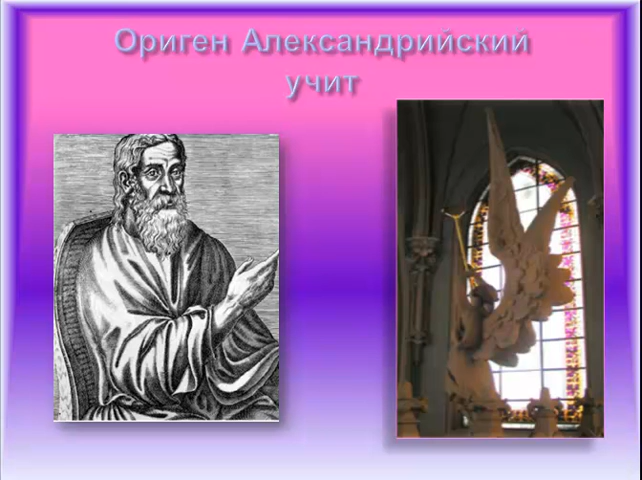 Ориген Александрийский
учит